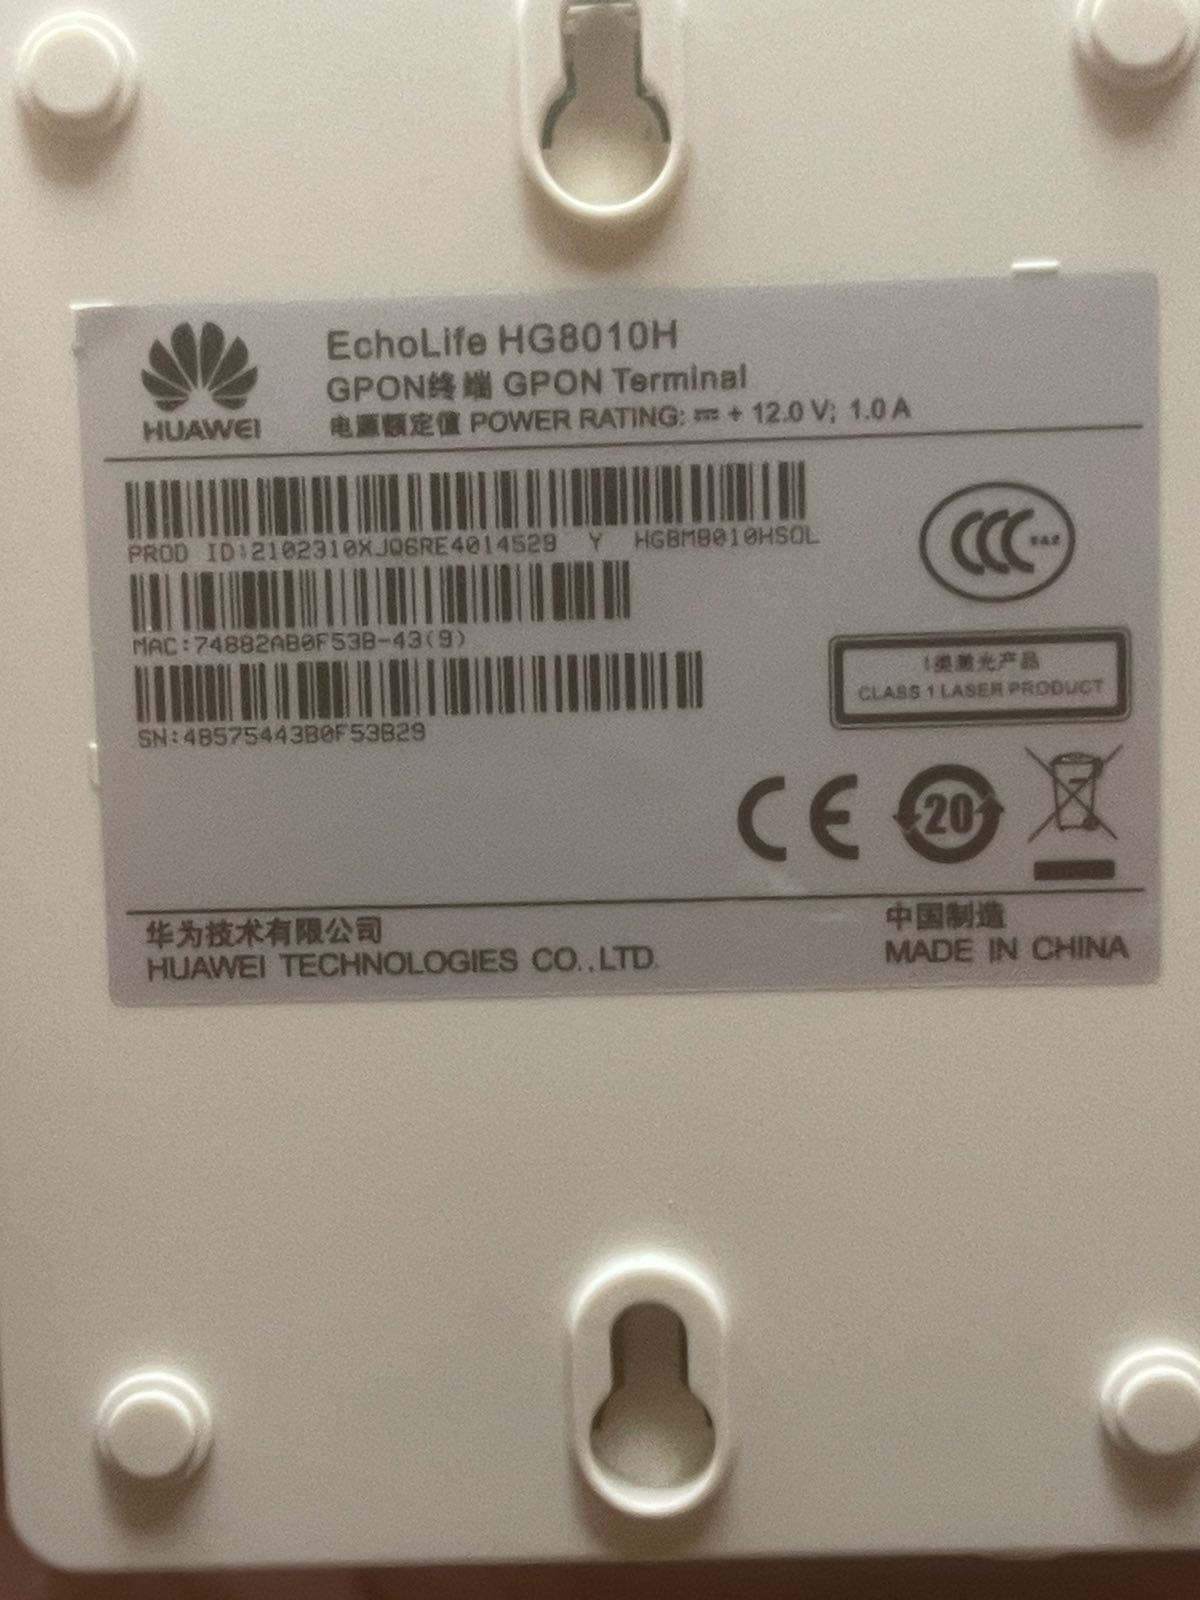 HUAWEI
EchoLife HG8010H
GPON终端 GPON Terminal
电源额定值 POWER RATING: ⎓ + 12.0 V; 1.0 A
PROD ID:2102310XJQ6RE4014529 Y HGBM8010HSOL
MAC:74882AB0F53B-43(9)
SN:48575443B0F53B29
CCC
I类激光产品
CLASS 1 LASER PRODUCT
CE
20
华为技术有限公司
HUAWEI TECHNOLOGIES CO.,LTD.
中国制造
MADE IN CHINA